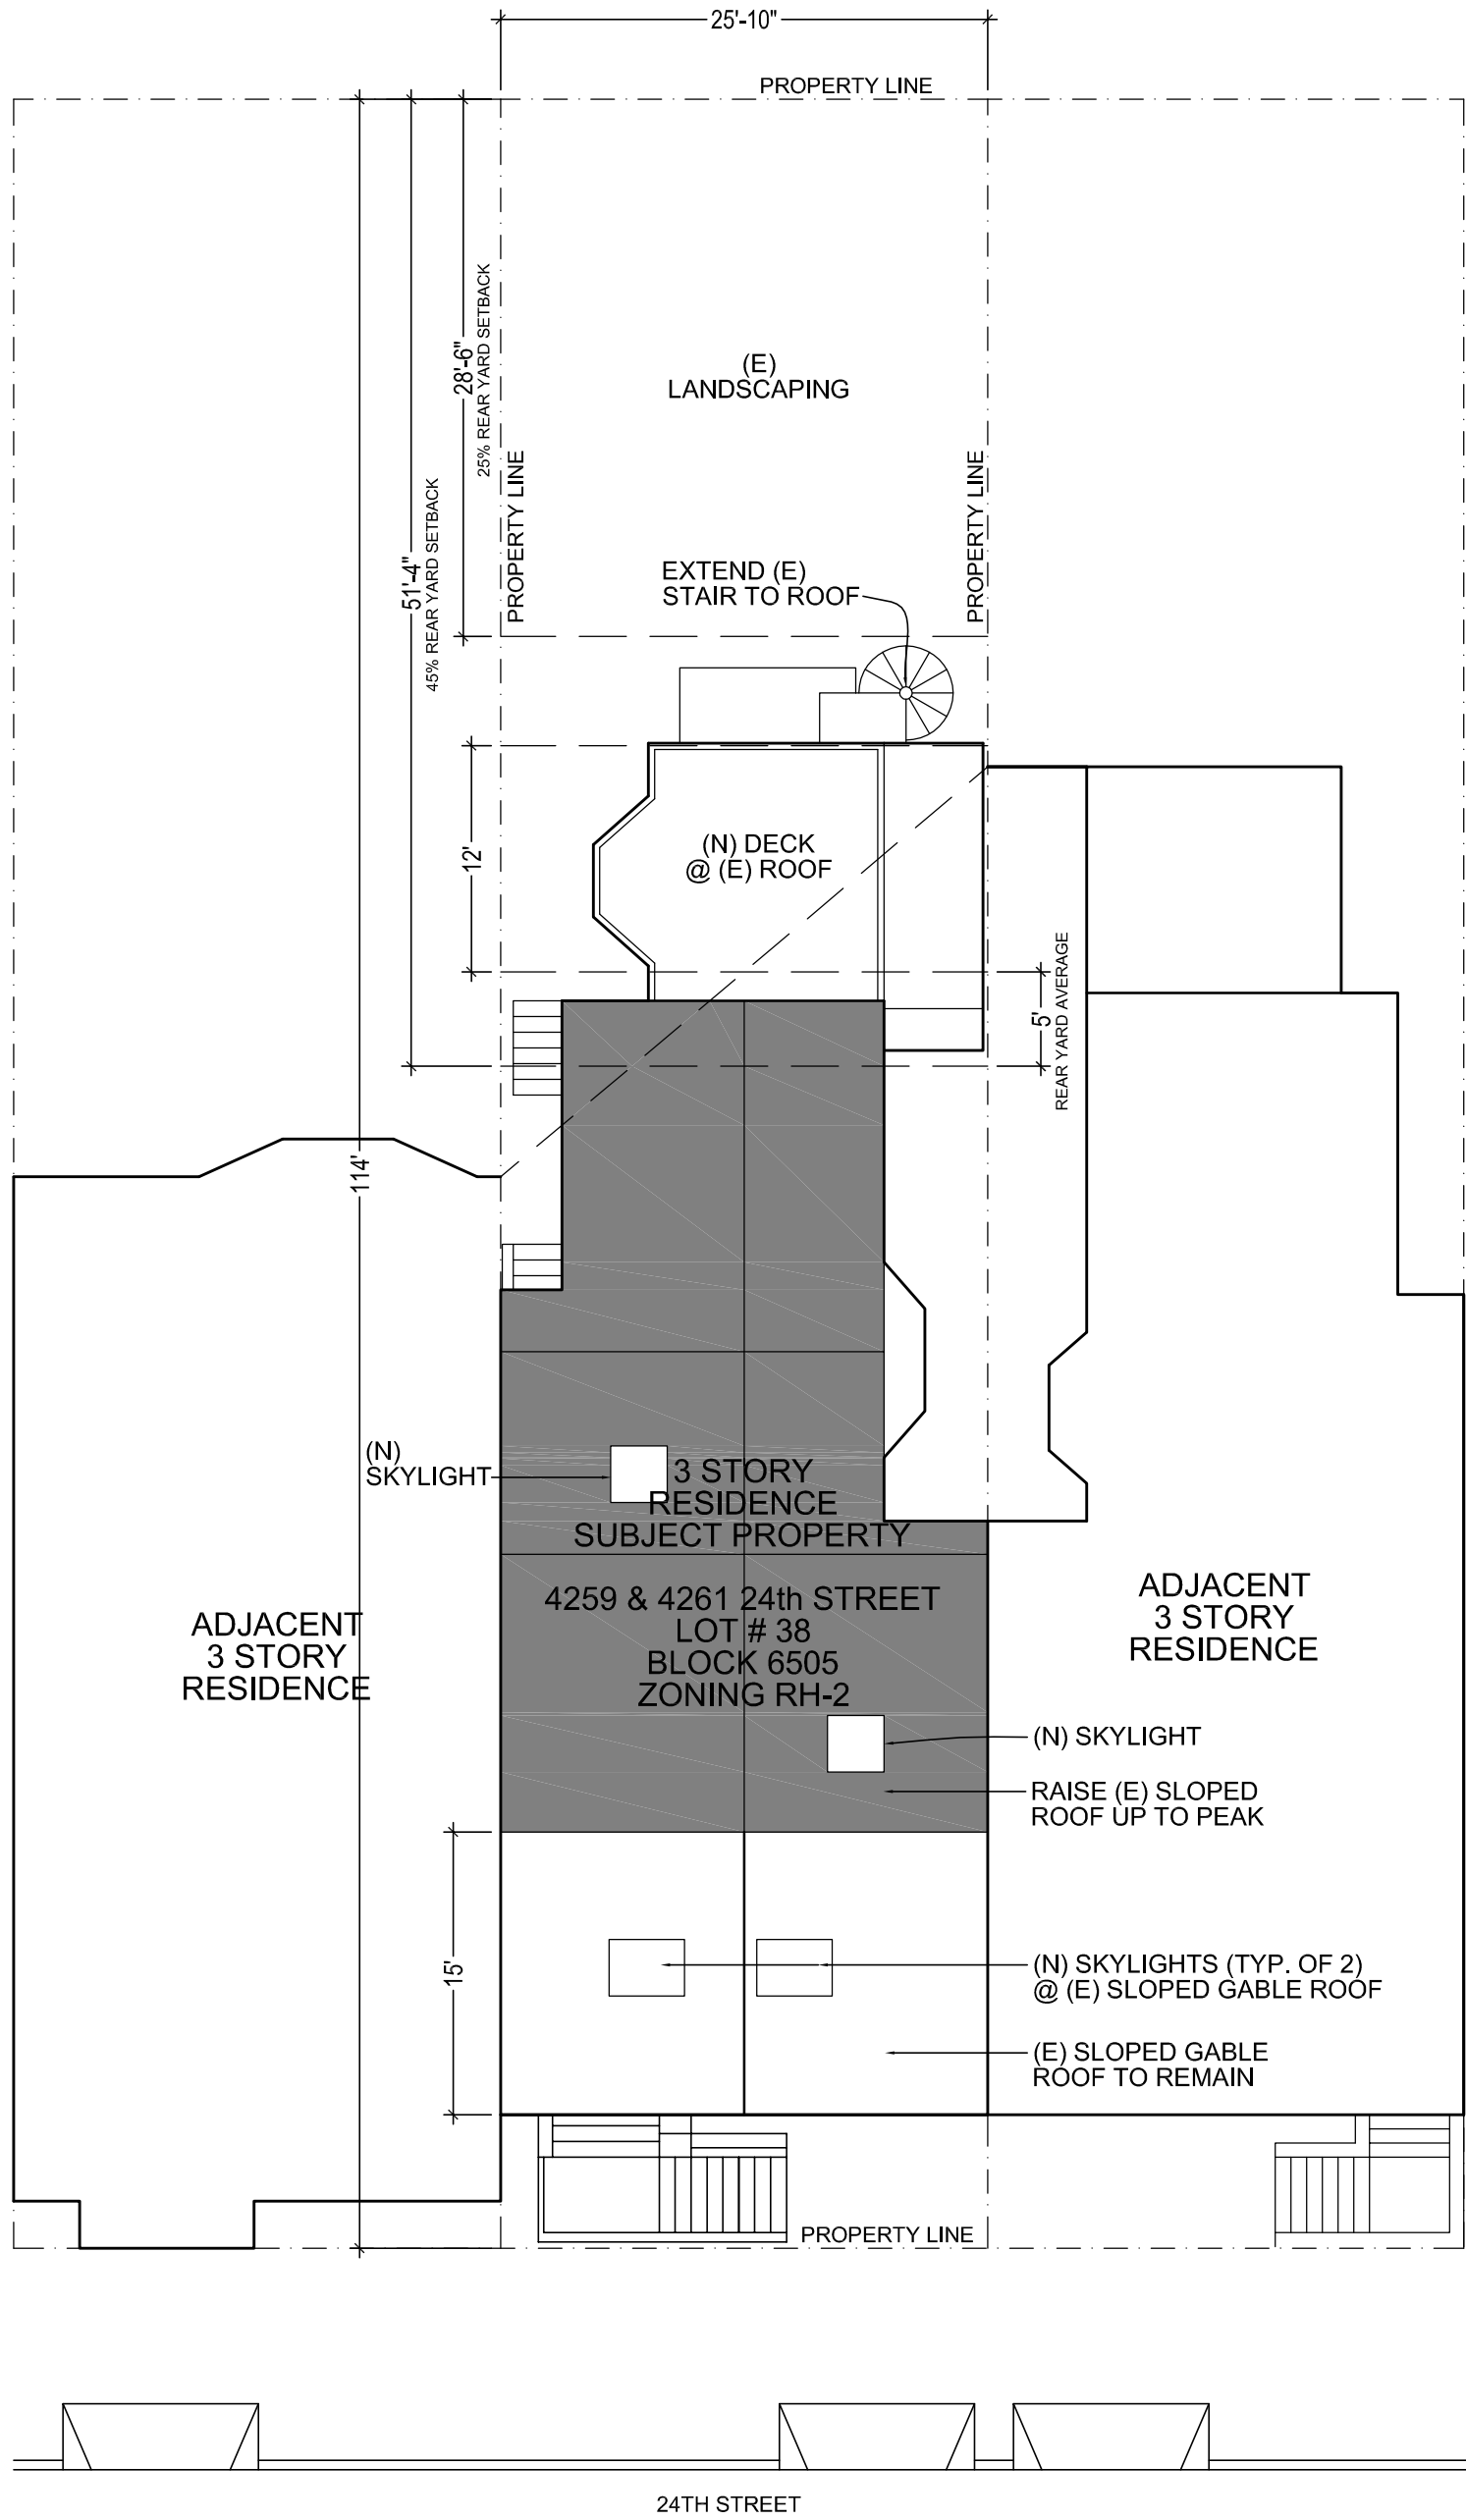 25'-10"
PROPERTY LINE
28'-6"
25% REAR YARD SETBACK
51'-4"
45% REAR YARD SETBACK
(E)
LANDSCAPING
PROPERTY LINE
PROPERTY LINE
EXTEND (E)
STAIR TO ROOF
12'
(N) DECK
@ (E) ROOF
5'
REAR YARD AVERAGE
114'
(N)
SKYLIGHT
3 STORY
RESIDENCE
SUBJECT PROPERTY
4259 & 4261 24th STREET
LOT # 38
BLOCK 6505
ZONING RH-2
ADJACENT
3 STORY
RESIDENCE
ADJACENT
3 STORY
RESIDENCE
(N) SKYLIGHT
RAISE (E) SLOPED
ROOF UP TO PEAK
15'
(N) SKYLIGHTS (TYP. OF 2)
@ (E) SLOPED GABLE ROOF
(E) SLOPED GABLE
ROOF TO REMAIN
PROPERTY LINE
24TH STREET